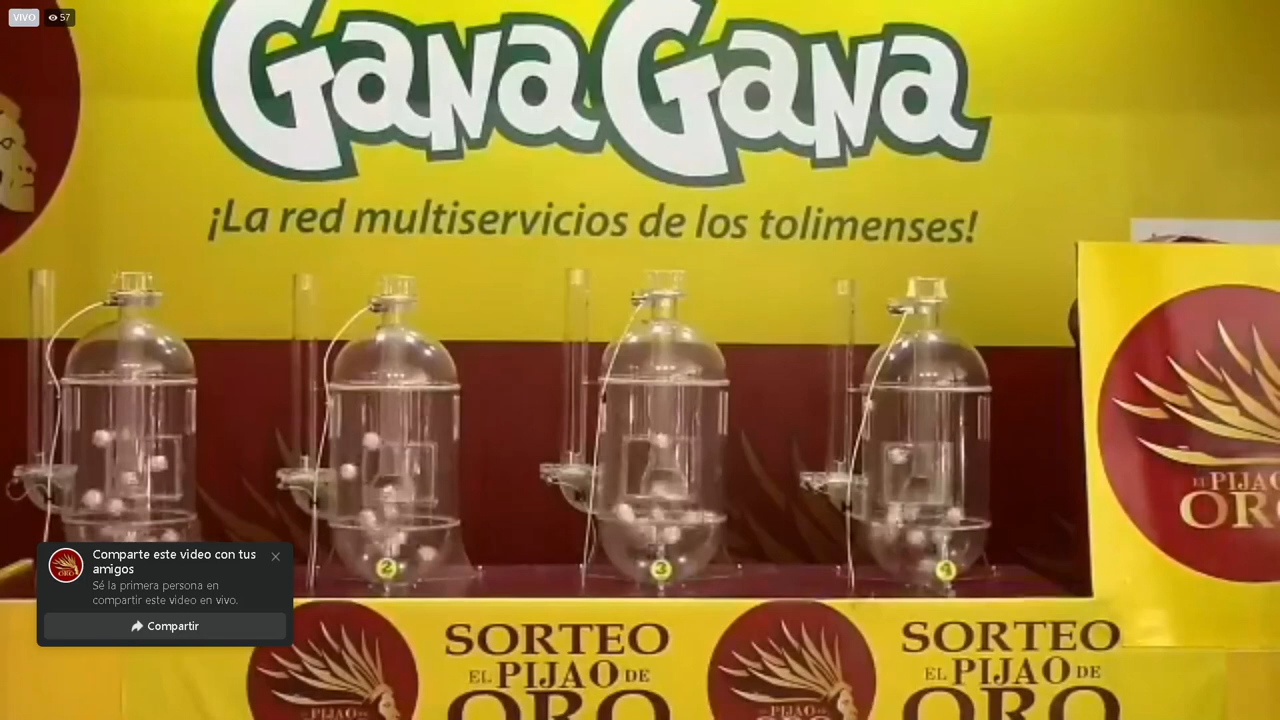 VIVO 57
GANAGANA
¡La red multiservicios de los tolimenses!
EL PIJAO
ORO
2
3
4
Comparte este video con tus
amigos
Sé la primera persona en
compartir este video en vivo.
Compartir
SORTEO
EL PIJAO DE
ORO
SORTEO
EL PIJAO DE
ORO